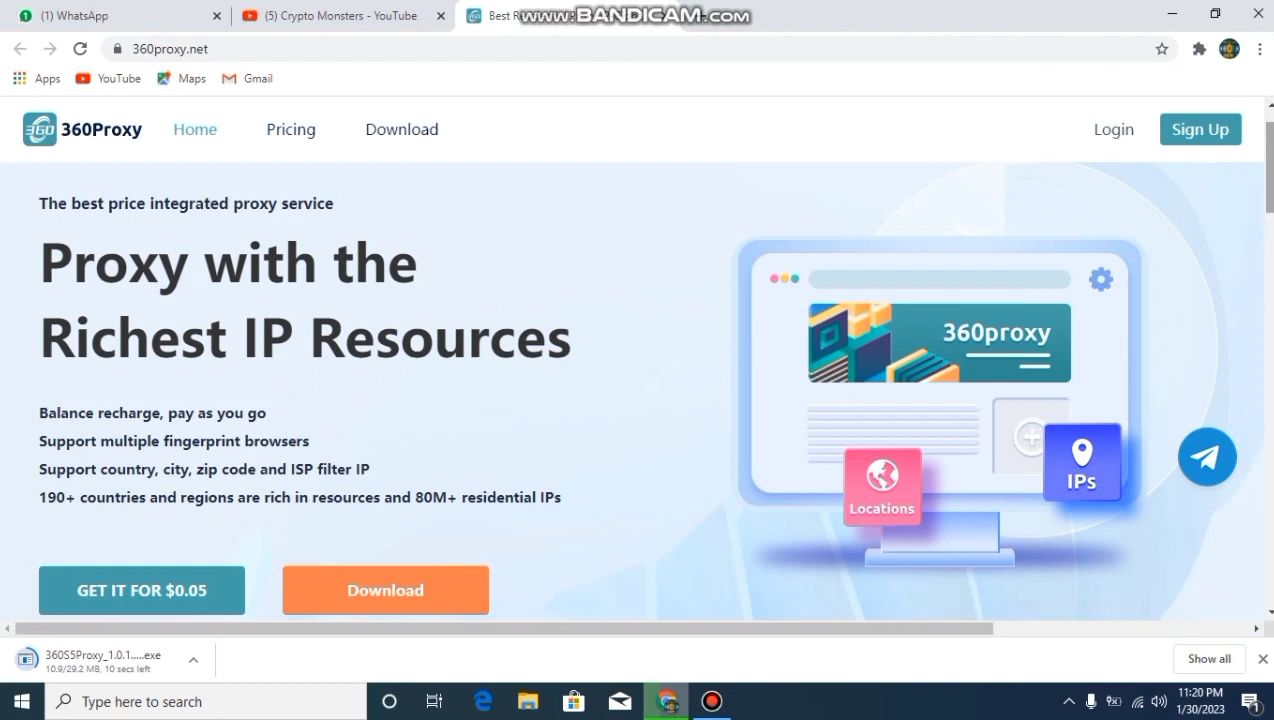 (1) WhatsApp
(5) Crypto Monsters - YouTube
Best R
WWW.BANDICAM.COM
360proxy.net
Apps
YouTube
Maps
Gmail
360
360Proxy
Home
Pricing
Download
Login
Sign Up
The best price integrated proxy service
Proxy with the
Richest IP Resources
Balance recharge, pay as you go
Support multiple fingerprint browsers
Support country, city, zip code and ISP filter IP
190+ countries and regions are rich in resources and 80M+ residential IPs
GET IT FOR $0.05
Download
360proxy
Locations
IPs
360S5Proxy_1.0.1.....exe
10.9/29.2 MB, 10 secs left
Show all
Type here to search
11:20 PM
1/30/2023
1